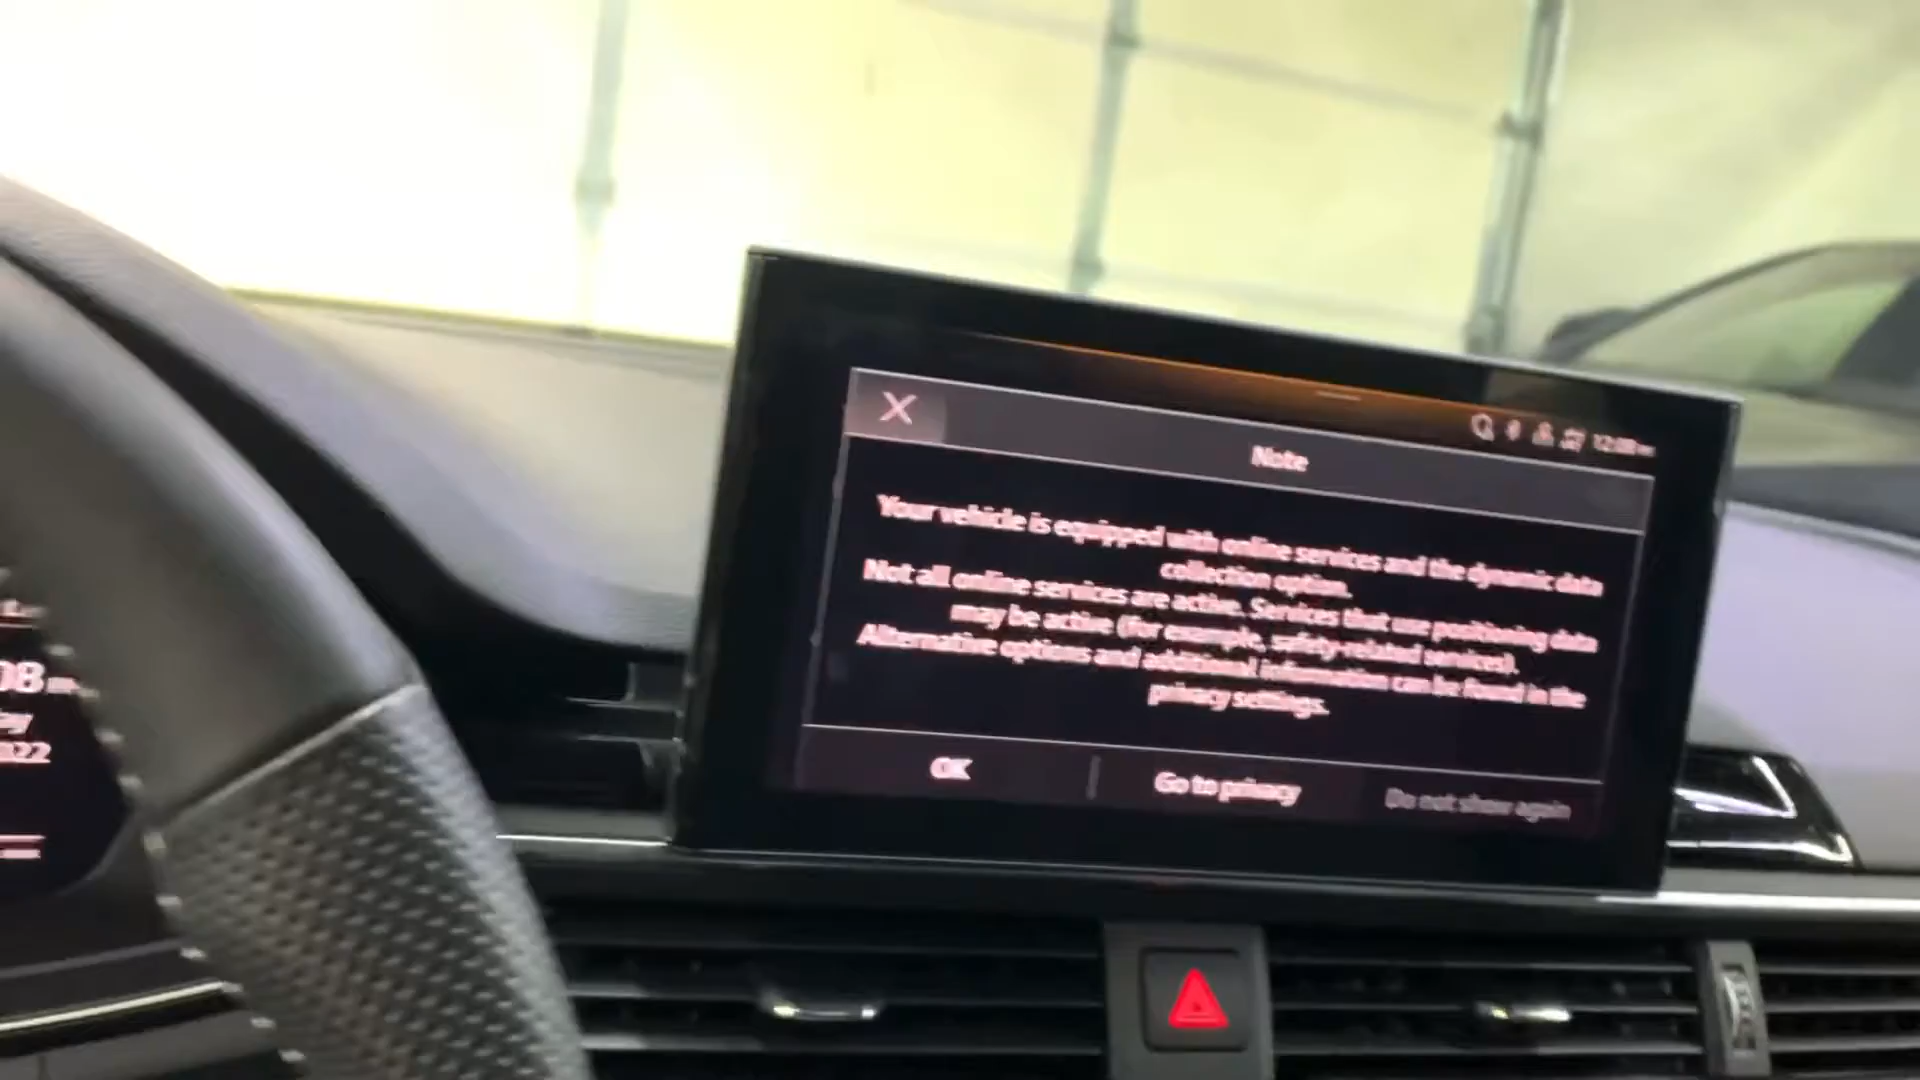 Note
Your vehicle is equipped with online services and the dynamic data
collection option.
Not all online services are active. Services that use positioning data
may be active (for example, safety-related services).
Alternative options and additional information can be found in the
privacy settings.
OK
Go to privacy
Do not show again
08
022